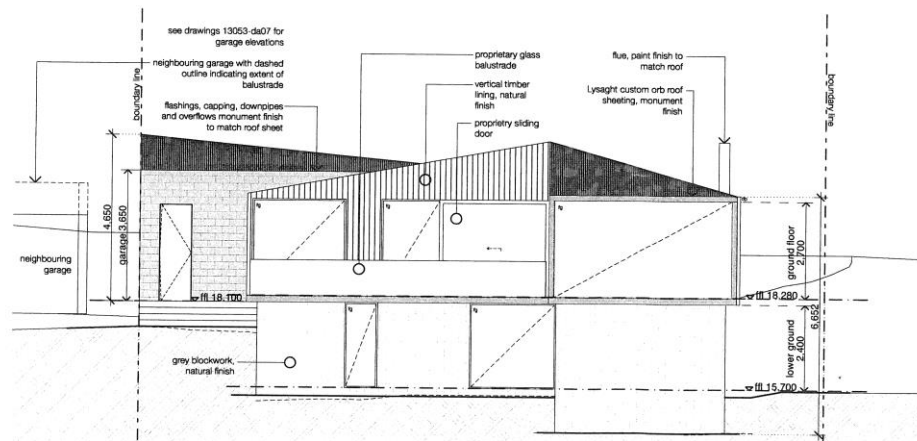 see drawings 13053-da07 for
garage elevations
neighbouring garage with dashed
outline indicating extent of
balustrade
flashings, capping, downpipes
and overflows monument finish
to match roof sheet
proprietary glass
balustrade
vertical timber
lining, natural
finish
proprietry sliding
door
flue, paint finish to
match roof
Lysaght custom orb roof
sheeting, monument
finish
boundary line
boundary line
4,650
garage 3,650
neighbouring
garage
ffl 18.100
ground floor
2,700
ffl 18.280
6,652
lower ground
2,400
ffl 15.700
grey blockwork,
natural finish